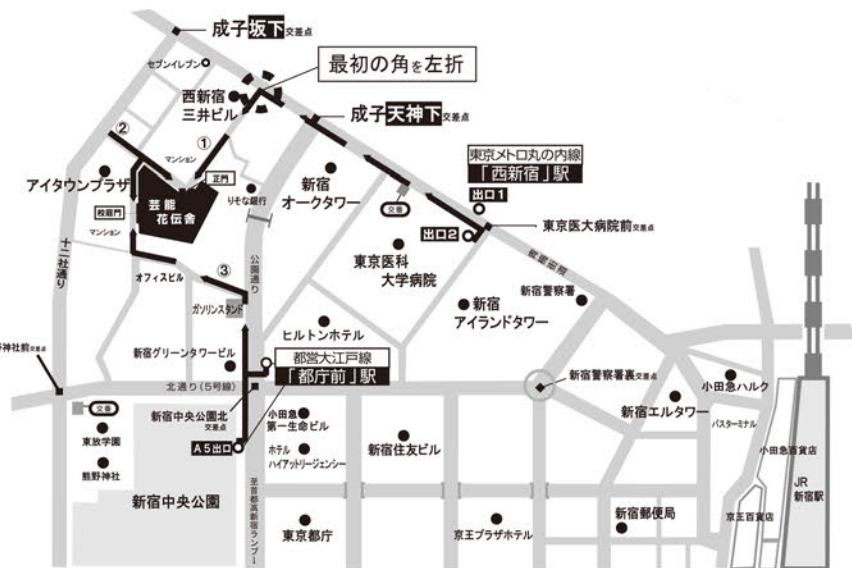 成子坂下交差点
セブンイレブン
最初の角を左折
西新宿
三井ビル
成子天神下交差点
②
①
マンション
正門
アイタウンプラザ
芸能
花伝舎
校庭門
マンション
りそな銀行
新宿
オークタワー
交番
東京メトロ丸の内線
「西新宿」駅
出口1
出口2
東京医大病院前交差点
東京医科
大学病院
青梅街道
十二社通り
オフィスビル
③
公園通り
ガソリンスタンド
新宿
アイランドタワー
新宿警察署
ヒルトンホテル
新宿グリーンタワービル
都営大江戸線
「都庁前」駅
神社前交差点
北通り(5号線)
新宿警察署裏交差点
小田急ハルク
新宿エルタワー
バスターミナル
交番
東放学園
熊野神社
新宿中央公園北
交差点
A5出口
小田急
第一生命ビル
ホテル
ハイアットリージェンシー
新宿住友ビル
小田急百貨店
JR
新宿駅
新宿中央公園
至首都高新宿ランプ→
東京都庁
京王プラザホテル
新宿郵便局
京王百貨店